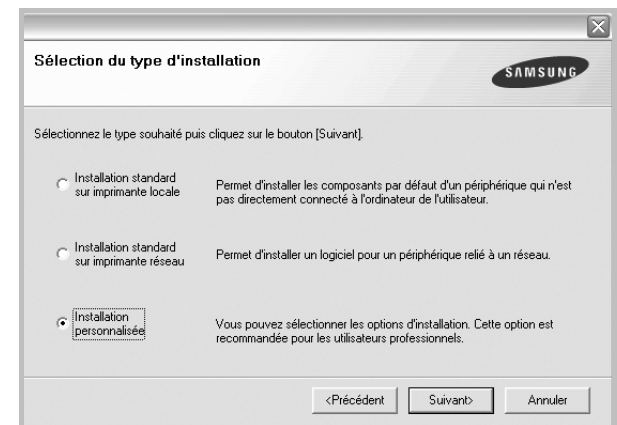 Sélection du type d'installation
SAMSUNG
Sélectionnez le type souhaité puis cliquez sur le bouton [Suivant].
Installation standard
sur imprimante locale
Permet d'installer les composants par défaut d'un périphérique qui n'est
pas directement connecté à l'ordinateur de l'utilisateur.
Installation standard
sur imprimante réseau
Permet d'installer un logiciel pour un périphérique relié à un réseau.
Installation
personnalisée
Vous pouvez sélectionner les options d'installation. Cette option est
recommandée pour les utilisateurs professionnels.
<Précédent
Suivant>
Annuler